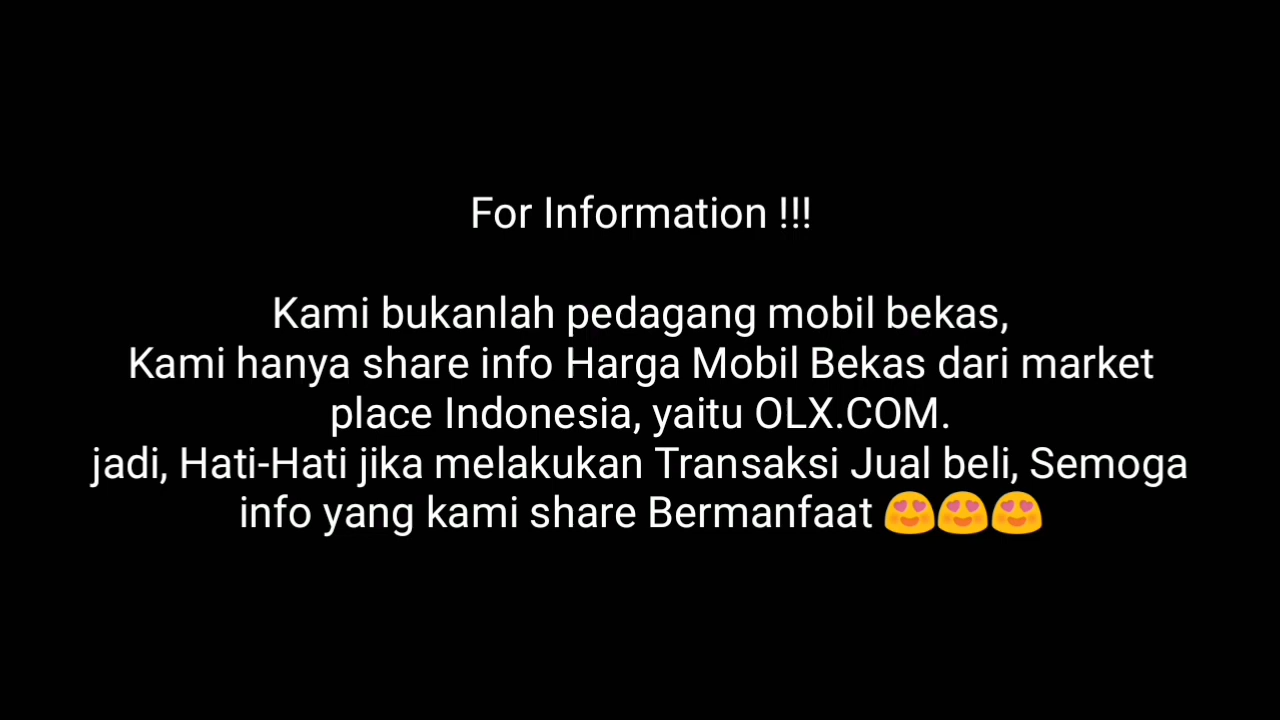 For Information !!!
Kami bukanlah pedagang mobil bekas,
Kami hanya share info Harga Mobil Bekas dari market
place Indonesia, yaitu OLX.COM.
jadi, Hati-Hati jika melakukan Transaksi Jual beli, Semoga
info yang kami share Bermanfaat 😍😍😍